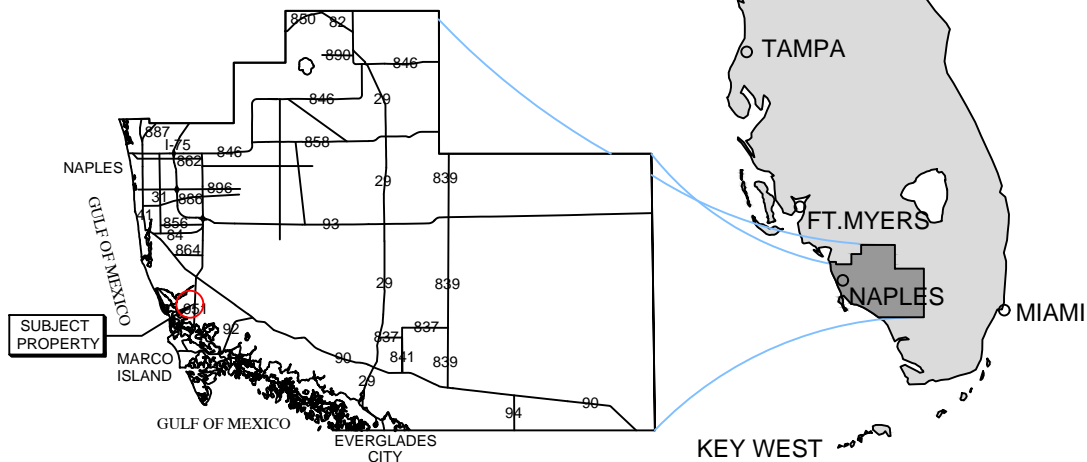 850
82
890
846
846
29
887
I-75
846
858
862
NAPLES
29
839
896
31
886
41
856
84
93
864
GULF OF MEXICO
29
839
951
SUBJECT
PROPERTY
92
837
837
MARCO
ISLAND
90
841
839
29
94
90
GULF OF MEXICO
EVERGLADES
CITY
TAMPA
FT.MYERS
NAPLES
MIAMI
KEY WEST